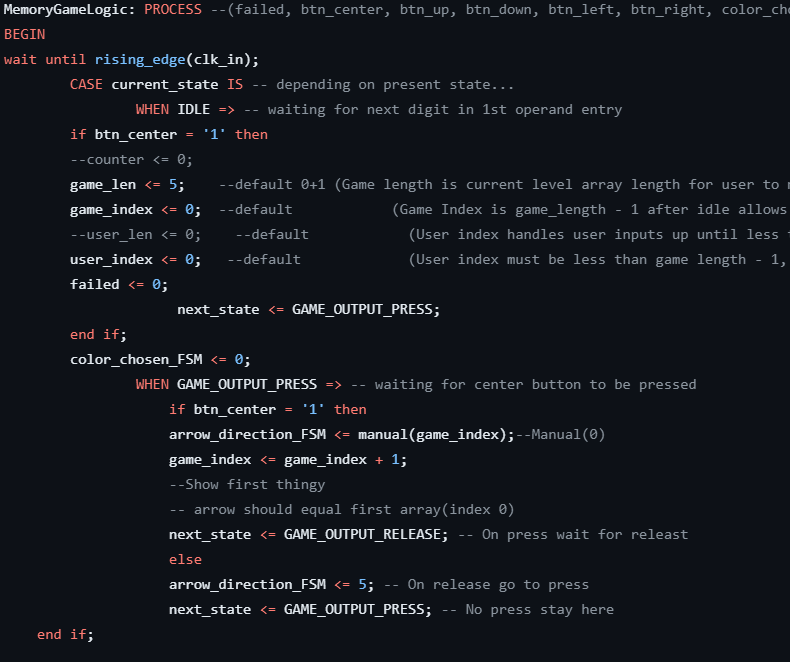 MemoryGameLogic: PROCESS --(failed, btn_center, btn_up, btn_down, btn_left, btn_right, color_cho
BEGIN
wait until rising_edge(clk_in);
CASE current_state IS -- depending on present state...
WHEN IDLE => -- waiting for next digit in 1st operand entry
if btn_center = '1' then
--counter <= 0;
game_len <= 5; --default 0+1 (Game length is current level array length for user to
game_index <= 0; --default (Game Index is game_length - 1 after idle allows
--user_len <= 0; --default (User index handles user inputs up until less
user_index <= 0; --default (User index must be less than game length - 1,
failed <= 0;
next_state <= GAME_OUTPUT_PRESS;
end if;
color_chosen_FSM <= 0;
WHEN GAME_OUTPUT_PRESS => -- waiting for center button to be pressed
if btn_center = '1' then
arrow_direction_FSM <= manual(game_index);--Manual(0)
game_index <= game_index + 1;
--Show first thingy
-- arrow should equal first array(index 0)
next_state <= GAME_OUTPUT_RELEASE; -- On press wait for releast
else
arrow_direction_FSM <= 5; -- On release go to press
next_state <= GAME_OUTPUT_PRESS; -- No press stay here
end if;